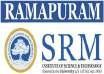 RAMAPURAM
SRM
INSTITUTE OF SCIENCE & TECHNOLOGY